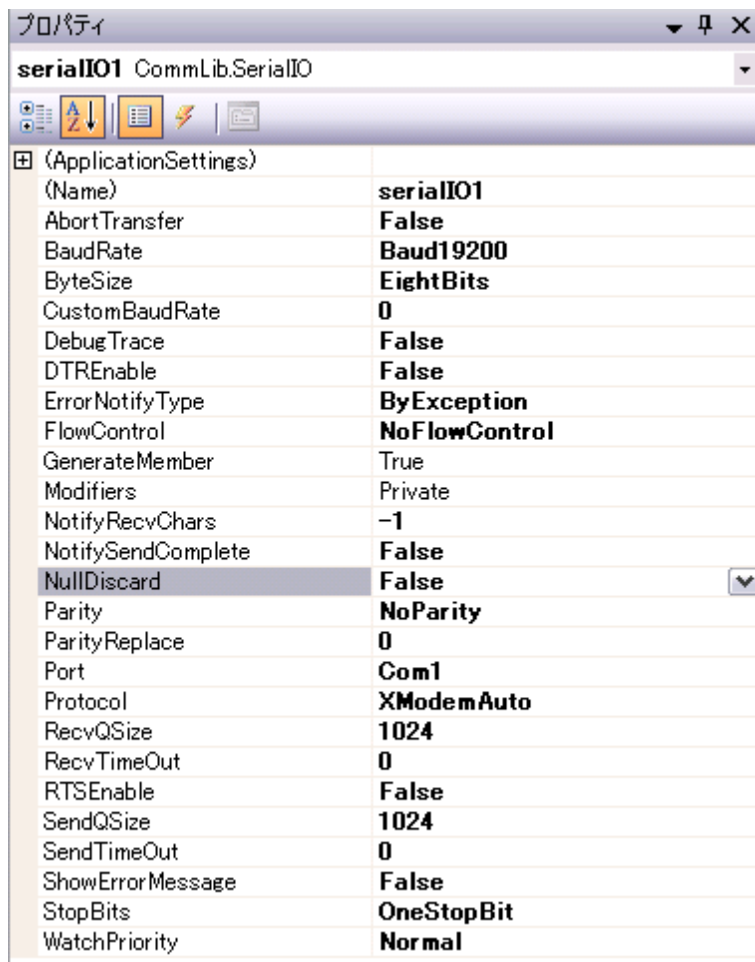 プロパティ
serialIO1 CommLib.SerialIO
(ApplicationSettings)
(Name) serialIO1
AbortTransfer False
BaudRate Baud19200
ByteSize EightBits
CustomBaudRate 0
DebugTrace False
DTREnable False
ErrorNotifyType ByException
FlowControl NoFlowControl
GenerateMember True
Modifiers Private
NotifyRecvChars -1
NotifySendComplete False
NullDiscard False
Parity NoParity
ParityReplace 0
Port Com1
Protocol XModemAuto
RecvQSize 1024
RecvTimeOut 0
RTSEnable False
SendQSize 1024
SendTimeOut 0
ShowErrorMessage False
StopBits OneStopBit
WatchPriority Normal